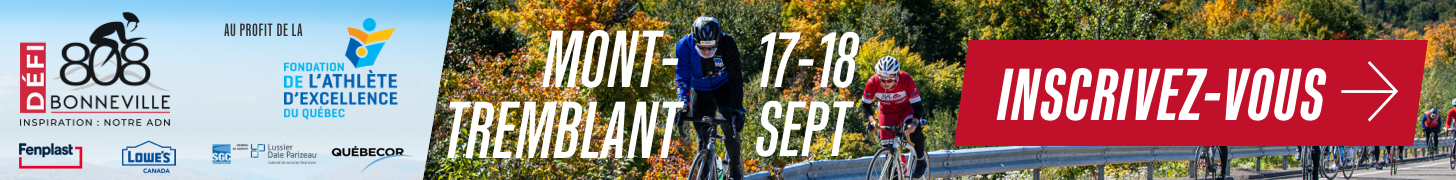 DÉFI
808
BONNEVILLE
INSPIRATION : NOTRE ADN
AU PROFIT DE LA
FONDATION
DE L'ATHLÈTE
D'EXCELLENCE
DU QUÉBEC
Fenplast
LOWE'S
CANADA
SGC
Lussier
Dale Parizeau
QUÉBECOR
MONT-
TREMBLANT
17-18
SEPT
INSCRIVEZ-VOUS